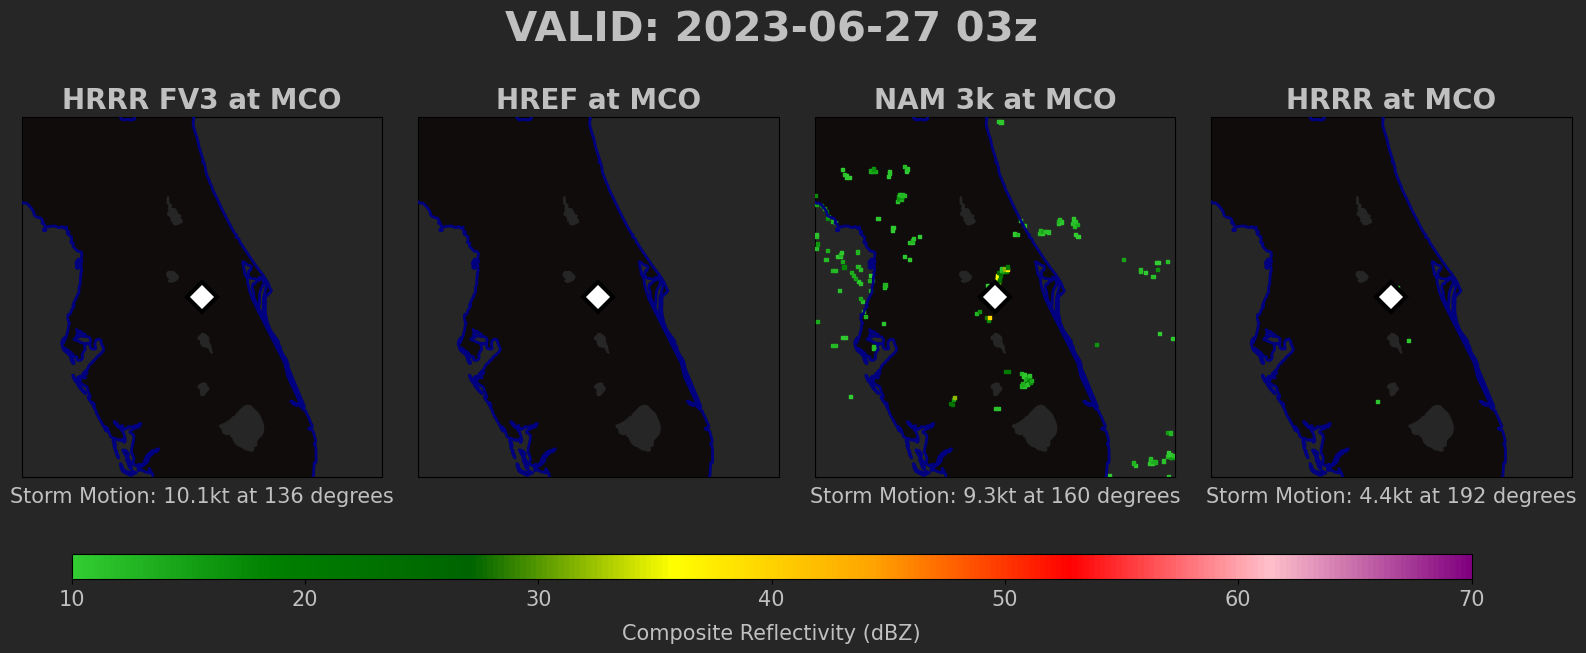 VALID: 2023-06-27 03z
HRRR FV3 at MCO
HREF at MCO
NAM 3k at MCO
HRRR at MCO
Storm Motion: 10.1kt at 136 degrees
Storm Motion: 9.3kt at 160 degrees
Storm Motion: 4.4kt at 192 degrees
10 20 30 40 50 60 70
Composite Reflectivity (dBZ)